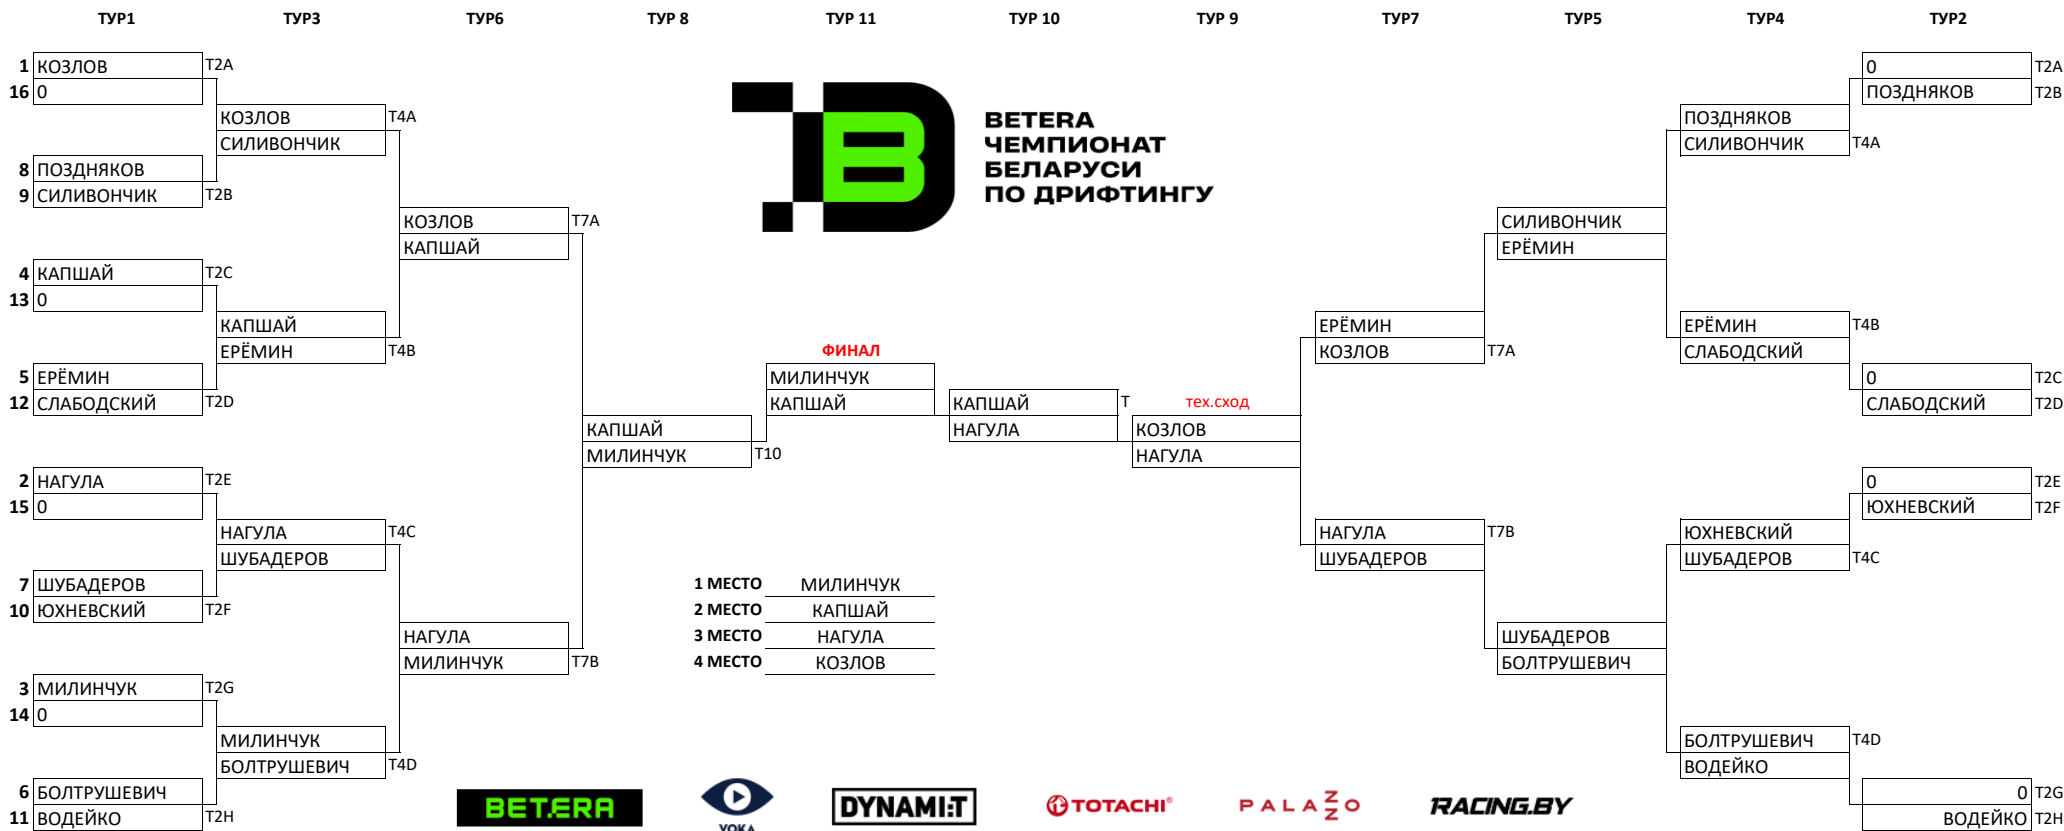 ТУР1 ТУР3 ТУР6 ТУР 8 ТУР 11 ТУР 10 ТУР 9 ТУР7 ТУР5 ТУР4 ТУР2
1 КОЗЛОВ T2A
16 0
КОЗЛОВ T4A
СИЛИВОНЧИК
8 ПОЗДНЯКОВ
9 СИЛИВОНЧИК T2B
КОЗЛОВ T7A
КАПШАЙ
4 КАПШАЙ T2C
13 0
КАПШАЙ
ЕРЁМИН T4B
5 ЕРЁМИН
12 СЛАБОДСКИЙ T2D
КАПШАЙ
МИЛИНЧУК T10
2 НАГУЛА T2E
15 0
НАГУЛА T4C
ШУБАДЕРОВ
7 ШУБАДЕРОВ
10 ЮХНЕВСКИЙ T2F
НАГУЛА
МИЛИНЧУК T7B
3 МИЛИНЧУК T2G
14 0
МИЛИНЧУК
БОЛТРУШЕВИЧ T4D
6 БОЛТРУШЕВИЧ
11 ВОДЕЙКО T2H
B
BETERA
ЧЕМПИОНАТ
БЕЛАРУСИ
ПО ДРИФТИНГУ
ФИНАЛ
МИЛИНЧУК
КАПШАЙ
КАПШАЙ T
НАГУЛА
тех.сход
КОЗЛОВ
НАГУЛА
1 МЕСТО МИЛИНЧУК
2 МЕСТО КАПШАЙ
3 МЕСТО НАГУЛА
4 МЕСТО КОЗЛОВ
ЕРЁМИН
КОЗЛОВ T7A
НАГУЛА T7B
ШУБАДЕРОВ
СИЛИВОНЧИК
ЕРЁМИН
ШУБАДЕРОВ
БОЛТРУШЕВИЧ
ПОЗДНЯКОВ
СИЛИВОНЧИК T4A
ЕРЁМИН T4B
СЛАБОДСКИЙ
ЮХНЕВСКИЙ
ШУБАДЕРОВ T4C
БОЛТРУШЕВИЧ T4D
ВОДЕЙКО
0 T2A
ПОЗДНЯКОВ T2B
0 T2C
СЛАБОДСКИЙ T2D
0 T2E
ЮХНЕВСКИЙ T2F
0 T2G
ВОДЕЙКО T2H
BETERA VOKA DYNAMI:T TOTACHI® PALAZZO RACING.BY